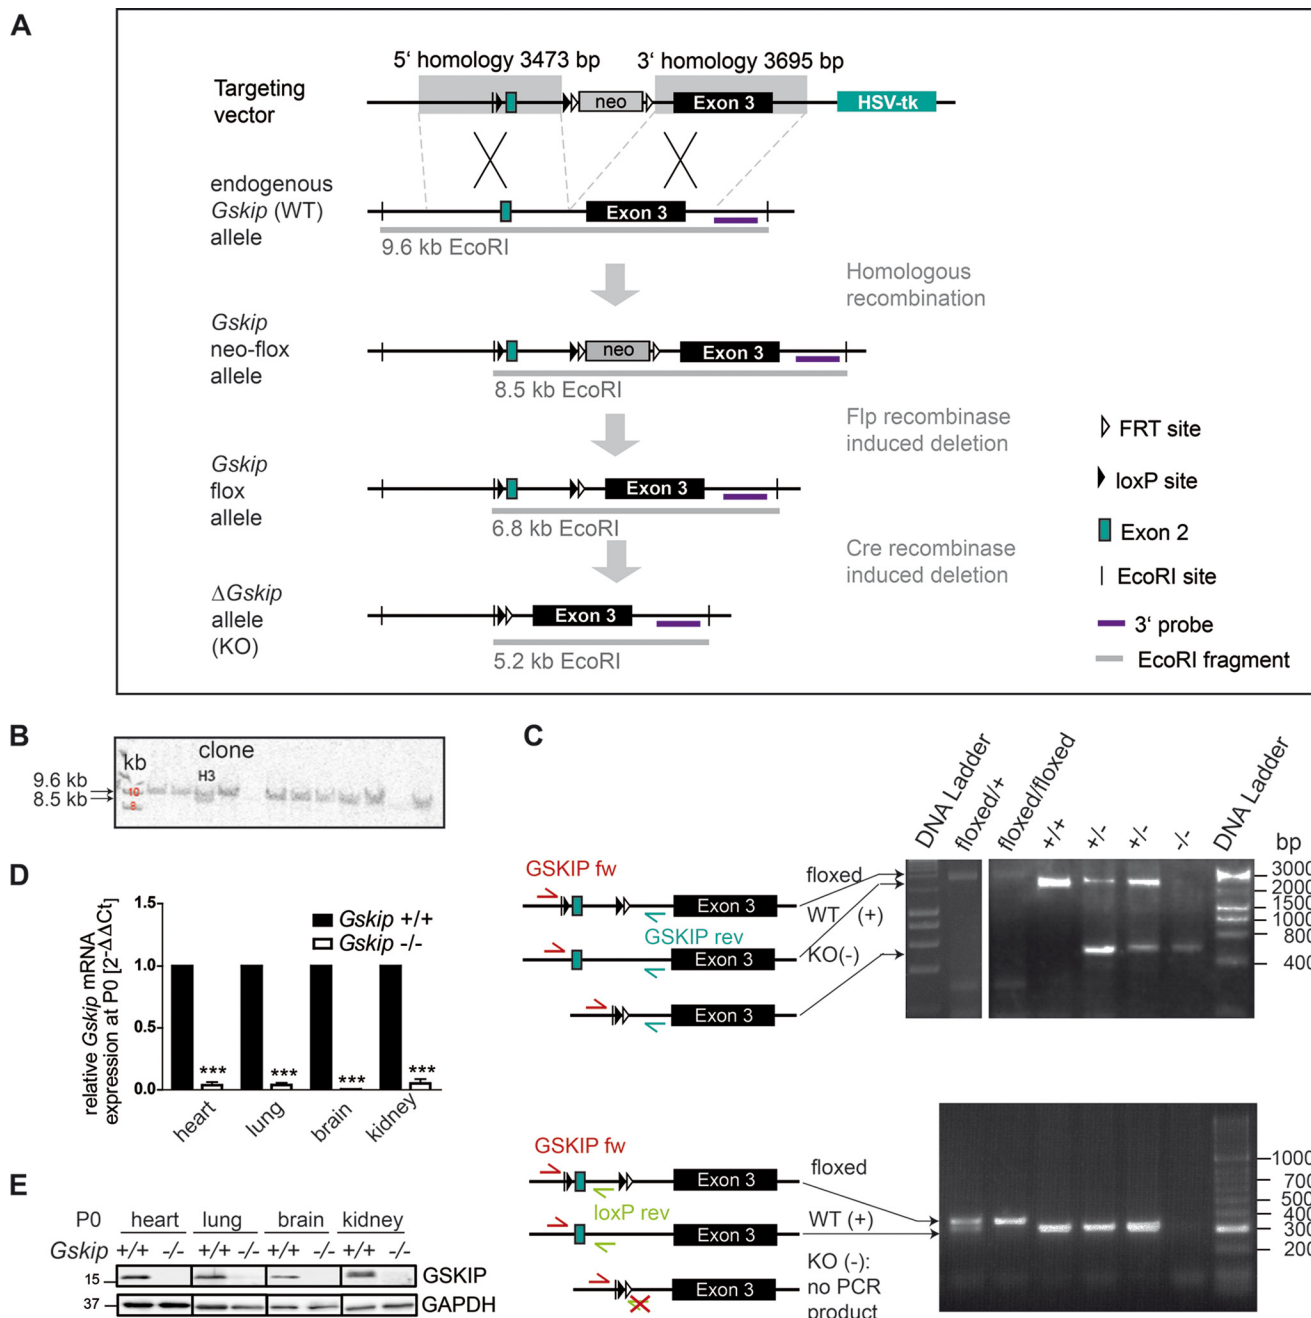 A
5‘ homology 3473 bp
3‘ homology 3695 bp
Targeting
vector
neo
Exon 3
HSV-tk
endogenous
Gskip (WT)
allele
Exon 3
9.6 kb EcoRI
Homologous
recombination
Gskip
neo-flox
allele
neo
Exon 3
8.5 kb EcoRI
Flp recombinase
induced deletion
Gskip
flox
allele
Exon 3
6.8 kb EcoRI
Cre recombinase
induced deletion
ΔGskip
allele
(KO)
Exon 3
5.2 kb EcoRI
FRT site
loxP site
Exon 2
EcoRI site
3‘ probe
EcoRI fragment
B
kb
clone
H3
9.6 kb
8.5 kb
10
8
C
DNA Ladder
floxed/+
floxed/floxed
+/+
+/-
+/-
-/-
DNA Ladder
bp
GSKIP fw
floxed
Exon 3
WT (+)
GSKIP rev
Exon 3
KO(-)
Exon 3
3000
2000
1500
800
400
D
relative Gskip mRNA
expression at P0 [2-ΔΔCt]
1.5
1.0
0.5
0.0
Gskip +/+
Gskip -/-
***
***
***
***
heart
lung
brain
kidney
GSKIP fw
floxed
Exon 3
loxP rev
WT (+)
Exon 3
KO (-):
no PCR
product
Exon 3
1000
700
500
400
300
200
E
P0
heart
lung
brain
kidney
Gskip
+/+
-/-
+/+
-/-
+/+
-/-
+/+
-/-
15
GSKIP
37
GAPDH